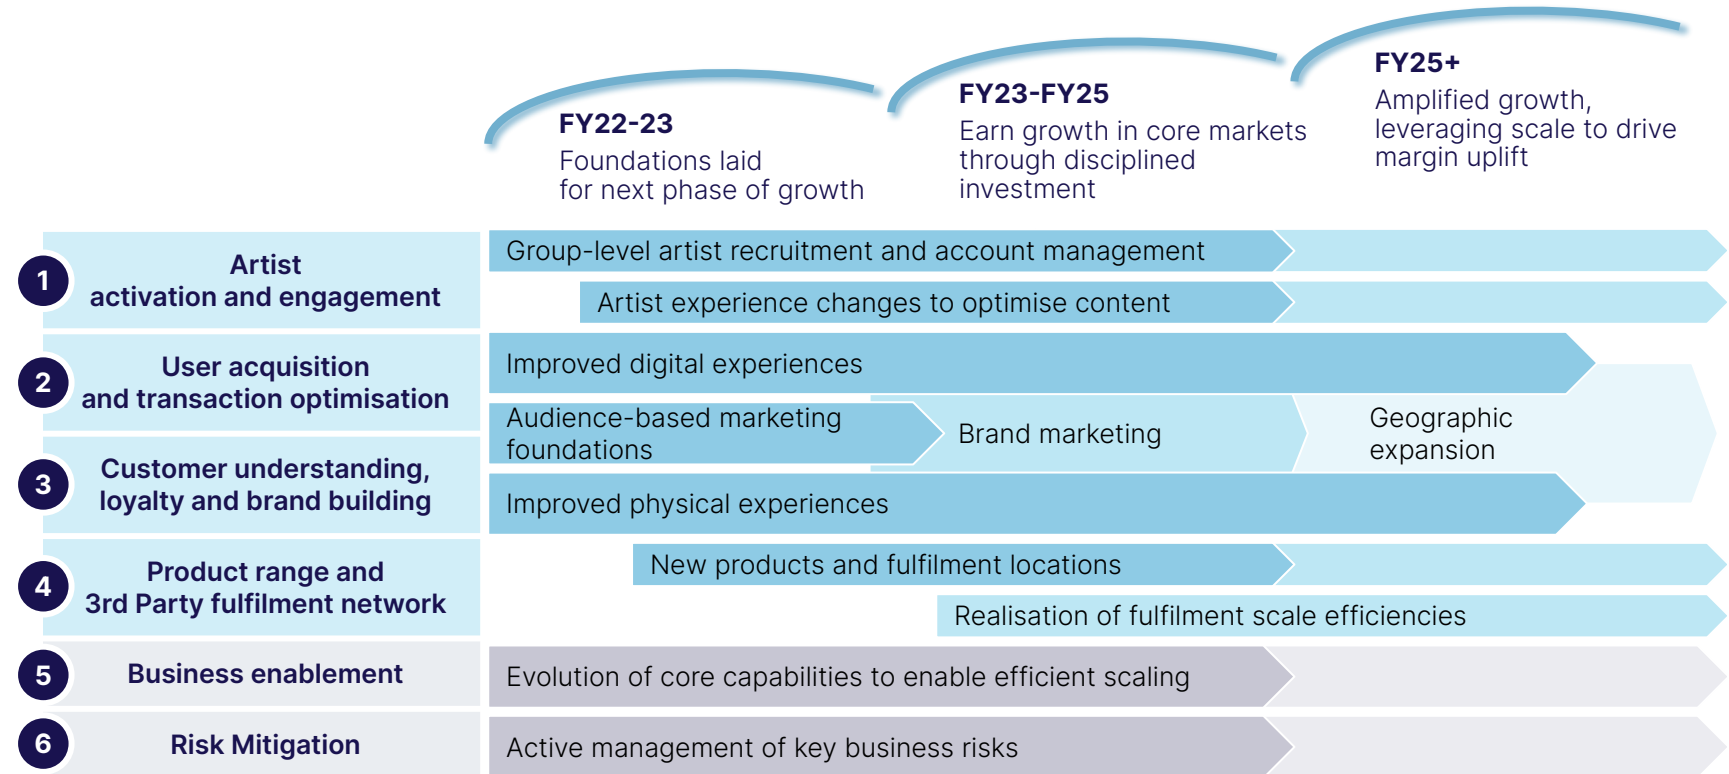 FY22-23
Foundations laid
for next phase of growth
FY23-FY25
Earn growth in core markets
through disciplined
investment
FY25+
Amplified growth,
leveraging scale to drive
margin uplift
1
Artist
activation and engagement
Group-level artist recruitment and account management
Artist experience changes to optimise content
2
User acquisition
and transaction optimisation
Improved digital experiences
Audience-based marketing
foundations
Brand marketing
Geographic
expansion
3
Customer understanding,
loyalty and brand building
Improved physical experiences
4
Product range and
3rd Party fulfilment network
New products and fulfilment locations
Realisation of fulfilment scale efficiencies
5
Business enablement
Evolution of core capabilities to enable efficient scaling
6
Risk Mitigation
Active management of key business risks